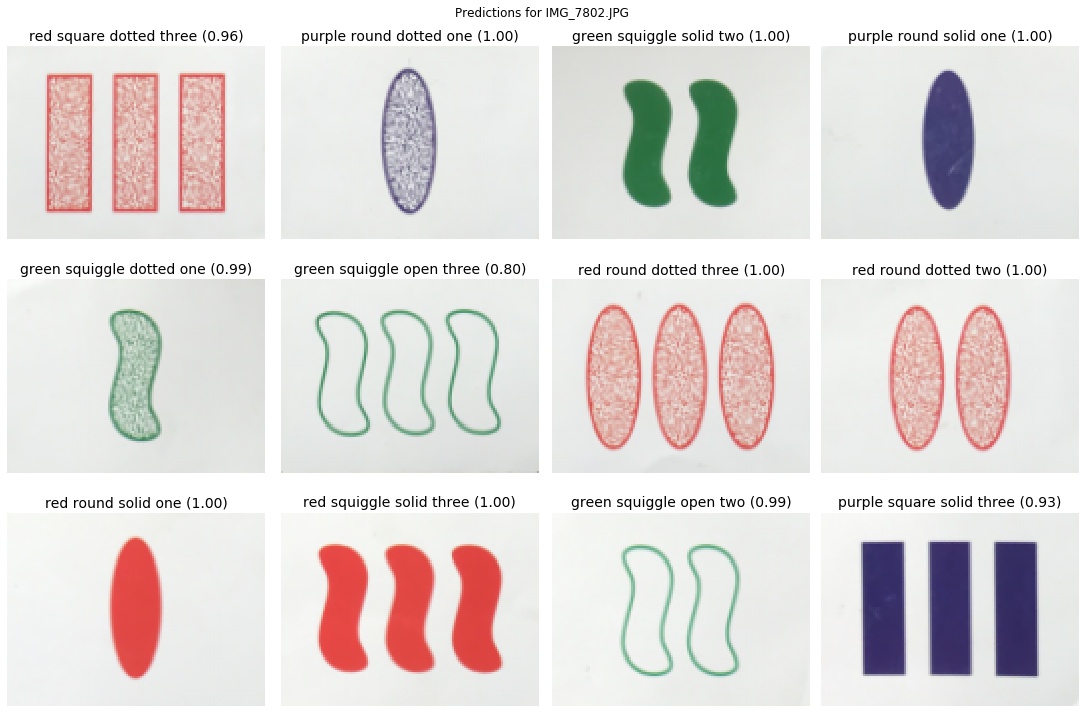 Predictions for IMG_7802.JPG
red square dotted three (0.96)
purple round dotted one (1.00)
green squiggle solid two (1.00)
purple round solid one (1.00)
green squiggle dotted one (0.99)
green squiggle open three (0.80)
red round dotted three (1.00)
red round dotted two (1.00)
red round solid one (1.00)
red squiggle solid three (1.00)
green squiggle open two (0.99)
purple square solid three (0.93)